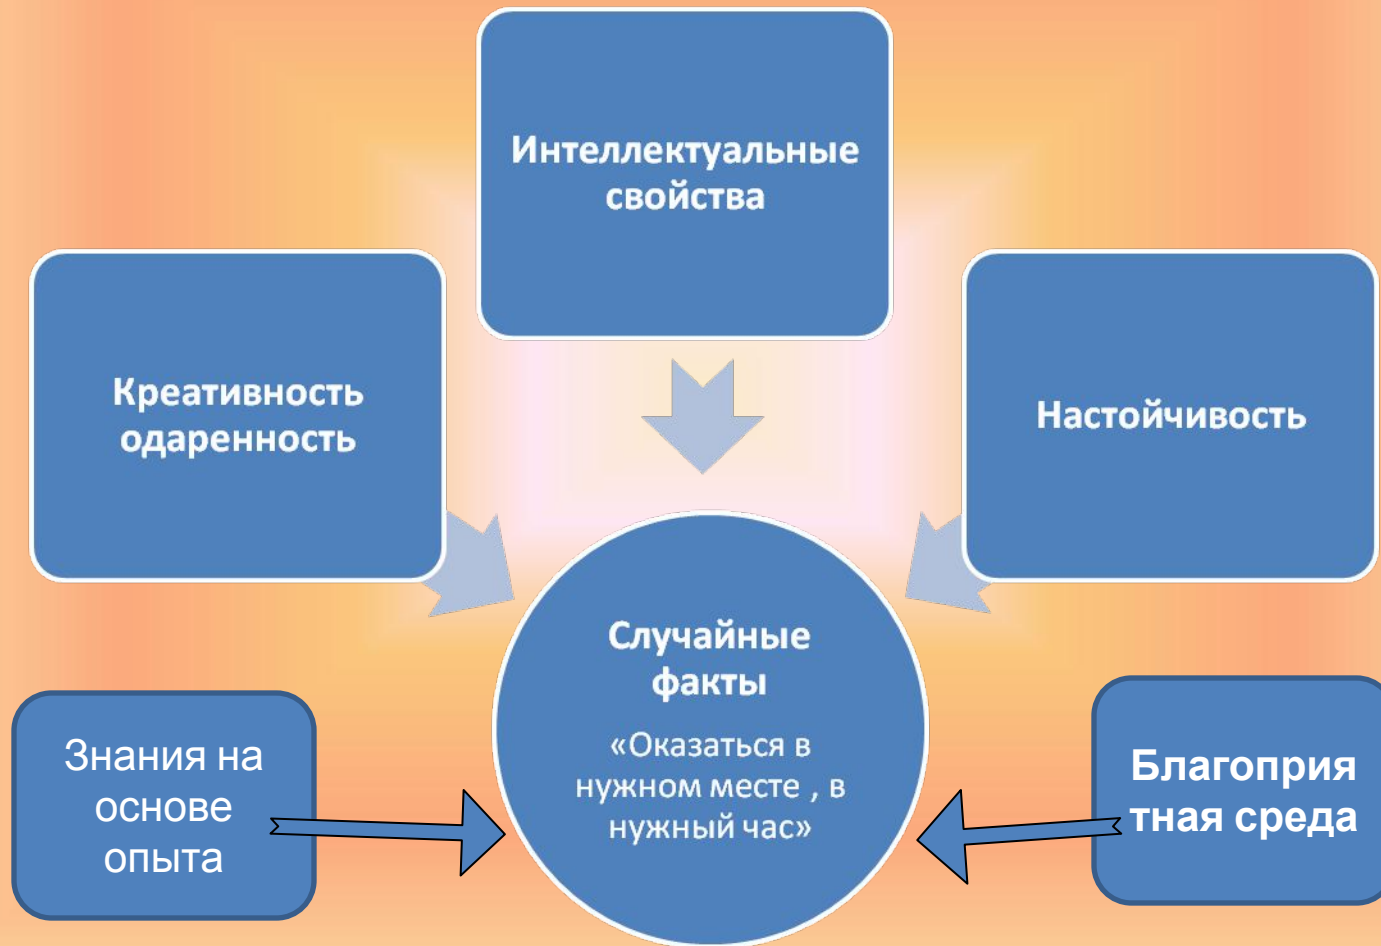 Интеллектуальные
свойства
Креативность
одаренность
Настойчивость
Случайные
факты
«Оказаться в
нужном месте , в
нужный час»
Знания на
основе
опыта
Благоприя
тная среда